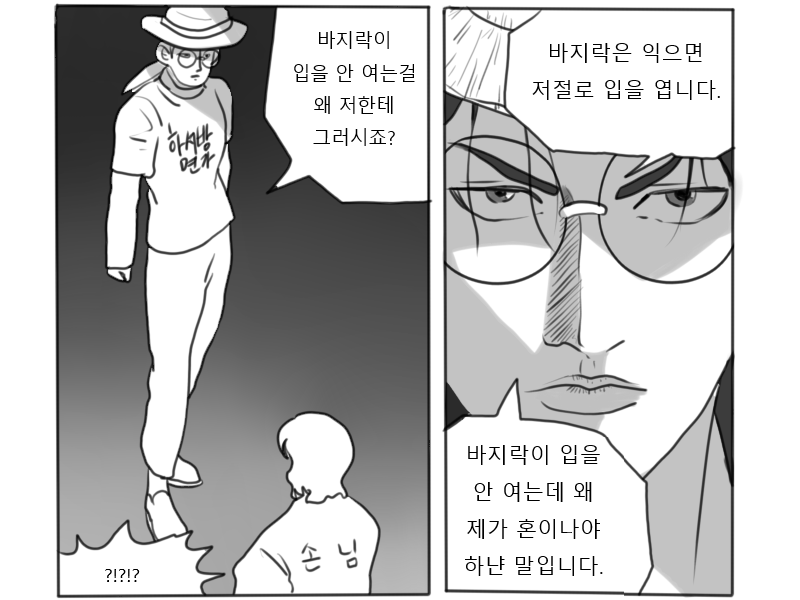 바지락이
입을 안 여는걸
왜 저한테
그러시죠?
손 님
?!?!?
바지락은 익으면
저절로 입을 엽니다.
바지락이 입을
안 여는데 왜
제가 혼이나야
하냔 말입니다.